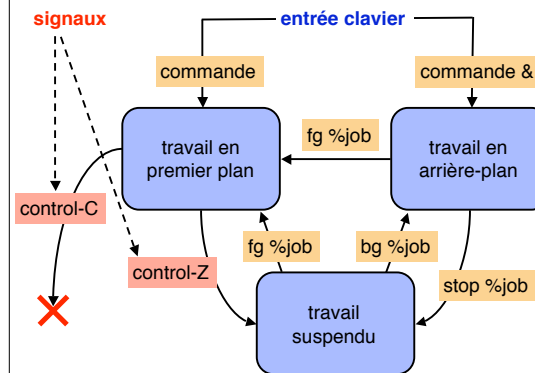 signaux
entrée clavier
commande
commande &
travail en
premier plan
fg %job
travail en
arrière-plan
control-C
control-Z
fg %job
bg %job
stop %job
travail
suspendu